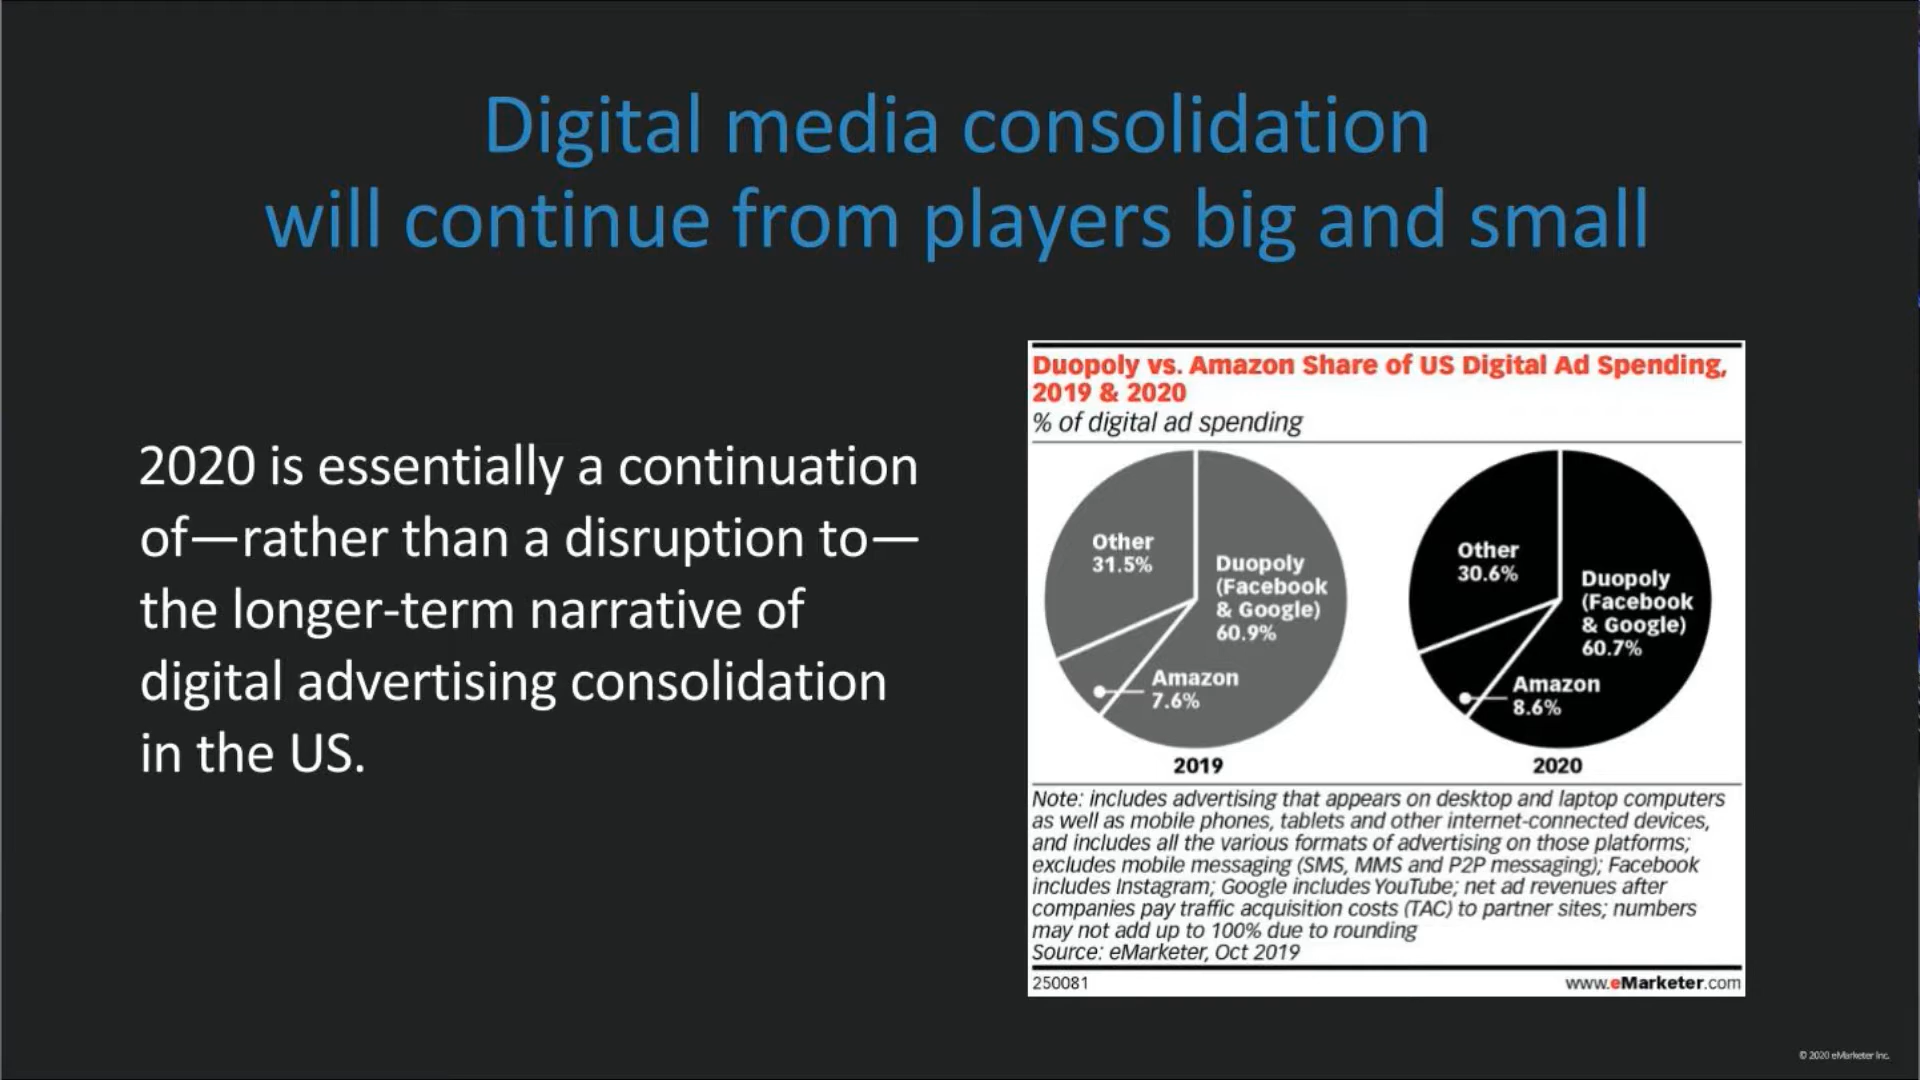 Digital media consolidation
will continue from players big and small
2020 is essentially a continuation
of—rather than a disruption to—
the longer-term narrative of
digital advertising consolidation
in the US.
Duopoly vs. Amazon Share of US Digital Ad Spending,
2019 & 2020
% of digital ad spending
Other
31.5%
Duopoly
(Facebook
& Google)
60.9%
Amazon
7.6%
2019
Other
30.6%
Duopoly
(Facebook
& Google)
60.7%
Amazon
8.6%
2020
Note: includes advertising that appears on desktop and laptop computers
as well as mobile phones, tablets and other internet-connected devices,
and includes all the various formats of advertising on those platforms;
excludes mobile messaging (SMS, MMS and P2P messaging); Facebook
includes Instagram; Google includes YouTube; net ad revenues after
companies pay traffic acquisition costs (TAC) to partner sites; numbers
may not add up to 100% due to rounding
Source: eMarketer, Oct 2019
250081
www.eMarketer.com
© 2020 eMarketer Inc.